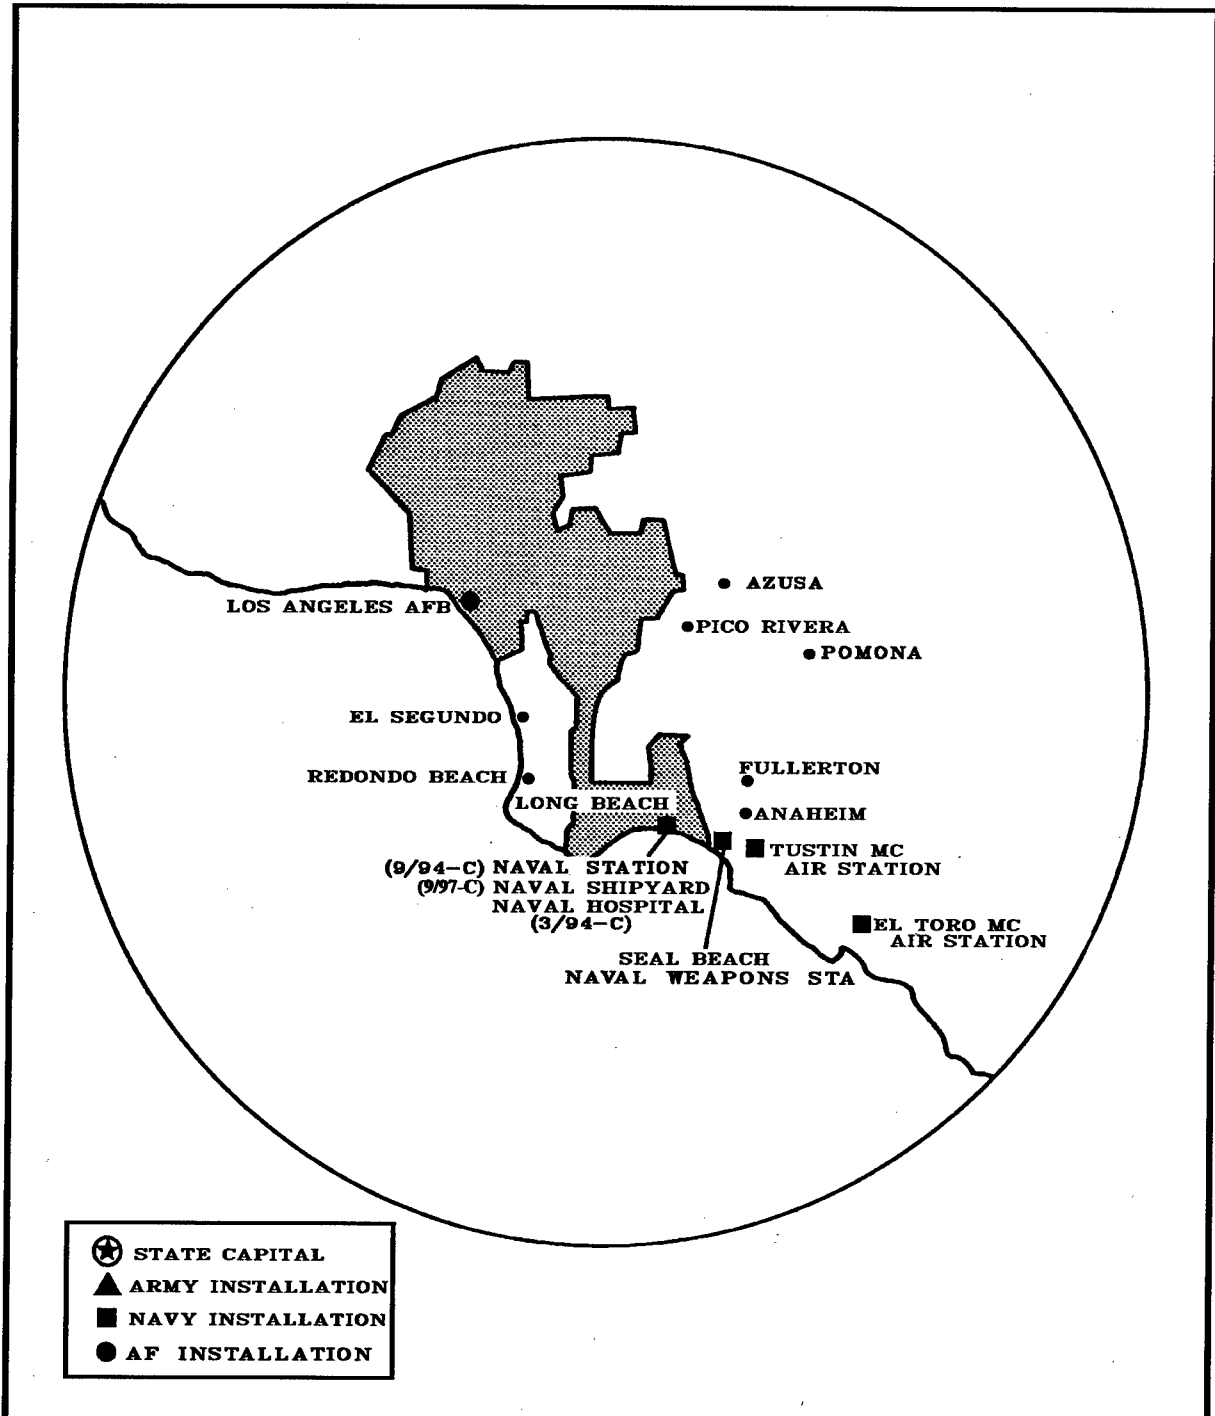 AZUSA
LOS ANGELES AFB
PICO RIVERA
POMONA
EL SEGUNDO
REDONDO BEACH
FULLERTON
LONG BEACH
ANAHEIM
TUSTIN MC
AIR STATION
(9/94-C) NAVAL STATION
(9/97-C) NAVAL SHIPYARD
NAVAL HOSPITAL
(3/94-C)
EL TORO MC
AIR STATION
SEAL BEACH
NAVAL WEAPONS STA
STATE CAPITAL
ARMY INSTALLATION
NAVY INSTALLATION
AF INSTALLATION